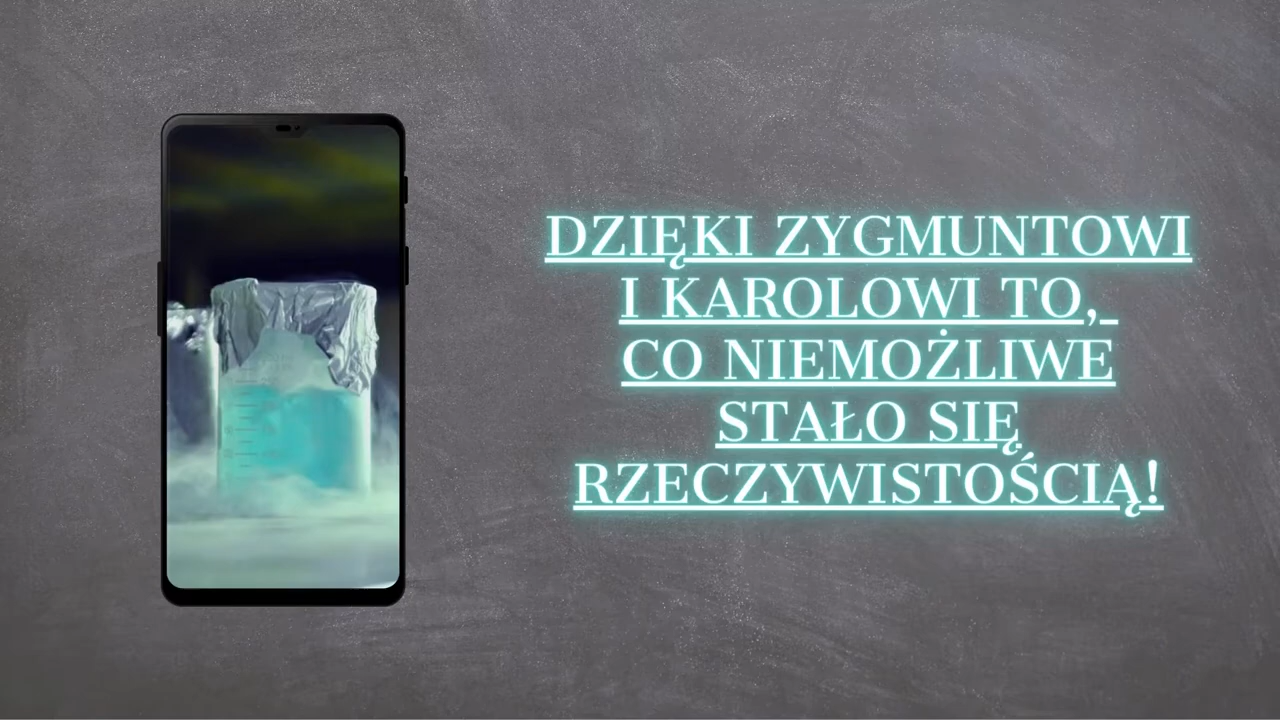 DZIĘKI ZYGMUNTOWI
I KAROLOWI TO,
CO NIEMOŻLIWE
STAŁO SIĘ
RZECZYWISTOŚCIĄ!